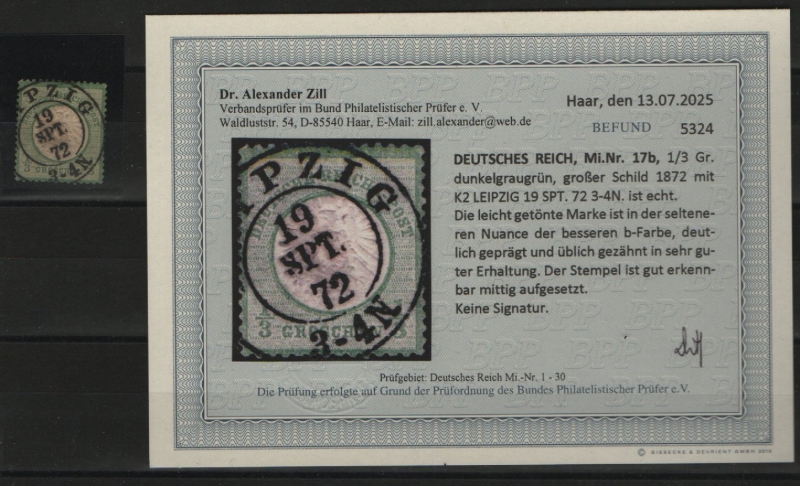 PZIG
19
SPT.
72
3-4N
Dr. Alexander Zill
Verbandsprüfer im Bund Philatelistischer Prüfer e. V.
Waldluststr. 54, D-85540 Haar, E-Mail: zill.alexander@web.de
Haar, den 13.07.2025
BEFUND 5324
PZIG
19
SPT.
72
3-4N
1/3 GROSCHEN
DEUTSCHES REICH, Mi.Nr. 17b, 1/3 Gr.
dunkelgraugrün, großer Schild 1872 mit
K2 LEIPZIG 19 SPT. 72 3-4N. ist echt.
Die leicht getönte Marke ist in der seltene-
ren Nuance der besseren b-Farbe, deut-
lich geprägt und üblich gezähnt in sehr gu-
ter Erhaltung. Der Stempel ist gut erkenn-
bar mittig aufgesetzt.
Keine Signatur.
Prüfgebiet: Deutsches Reich Mi.-Nr. 1 - 30
Die Prüfung erfolgte auf Grund der Prüfordnung des Bundes Philatelistischer Prüfer e.V.